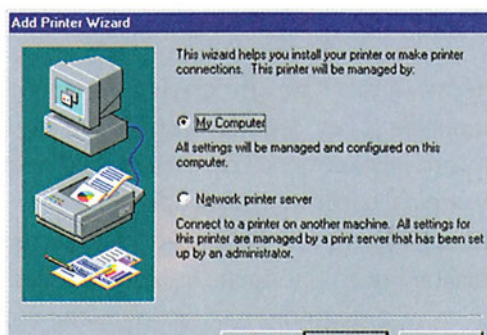 Add Printer Wizard
This wizard helps you install your printer or make printer
connections. This printer will be managed by:
My Computer
All settings will be managed and configured on this
computer.
Network printer server
Connect to a printer on another machine. All settings for
this printer are managed by a print server that has been set
up by an administrator.